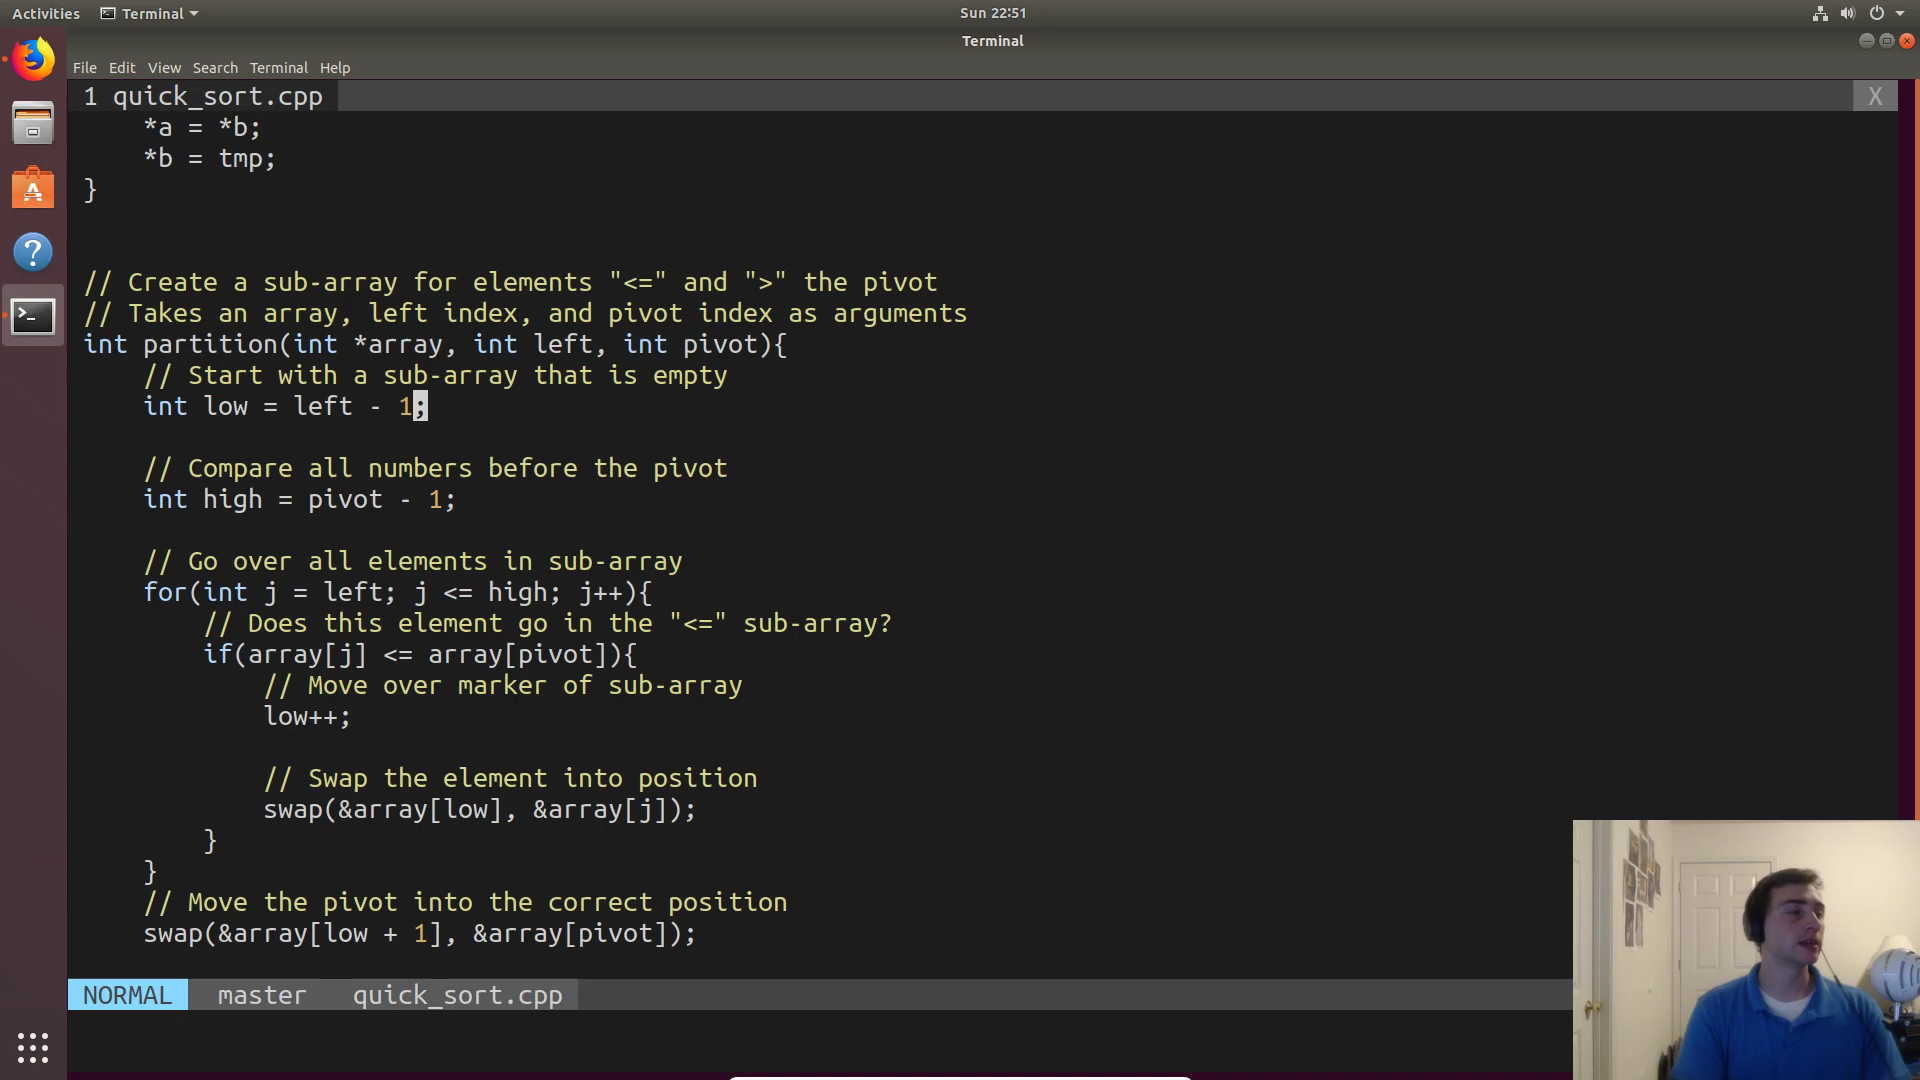 Activities Terminal Sun 22:51
Terminal
File Edit View Search Terminal Help
1 quick_sort.cpp X
*a = *b;
*b = tmp;
}
// Create a sub-array for elements "<=" and ">" the pivot
// Takes an array, left index, and pivot index as arguments
int partition(int *array, int left, int pivot){
// Start with a sub-array that is empty
int low = left - 1;
// Compare all numbers before the pivot
int high = pivot - 1;
// Go over all elements in sub-array
for(int j = left; j <= high; j++){
// Does this element go in the "<=" sub-array?
if(array[j] <= array[pivot]){
// Move over marker of sub-array
low++;
// Swap the element into position
swap(&array[low], &array[j]);
}
}
// Move the pivot into the correct position
swap(&array[low + 1], &array[pivot]);
NORMAL master quick_sort.cpp